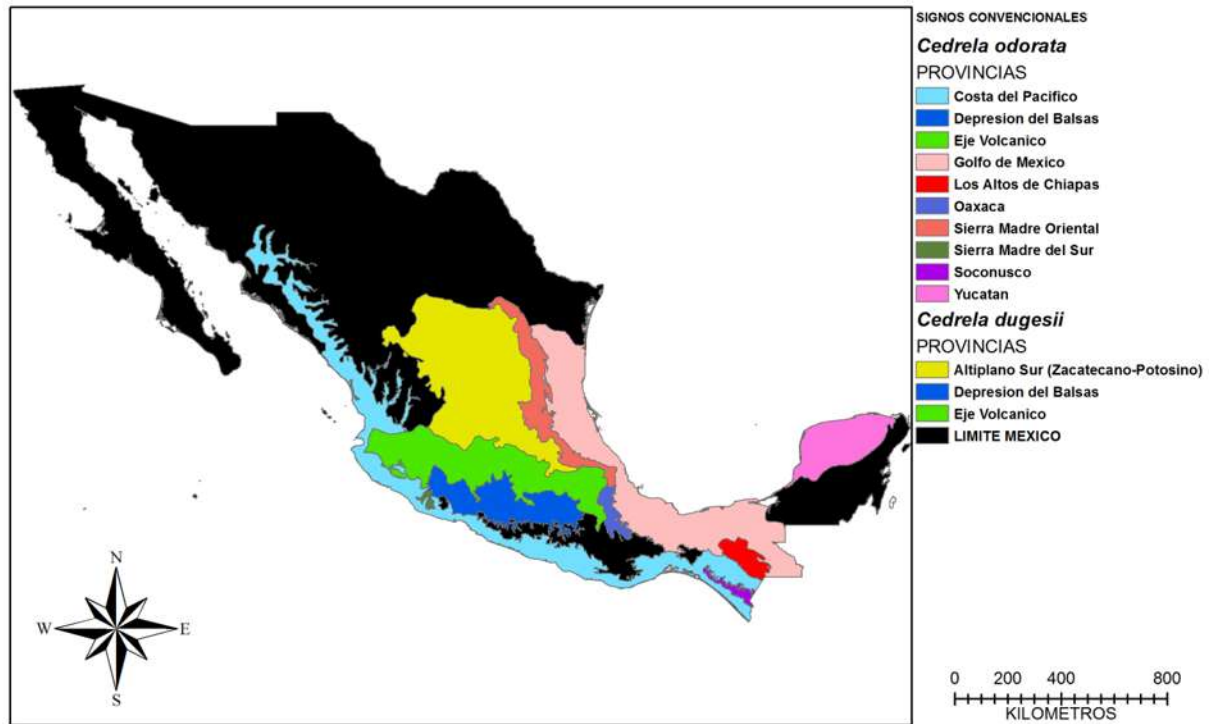 SIGNOS CONVENCIONALES
Cedrela odorata
PROVINCIAS
Costa del Pacifico
Depresion del Balsas
Eje Volcanico
Golfo de Mexico
Los Altos de Chiapas
Oaxaca
Sierra Madre Oriental
Sierra Madre del Sur
Soconusco
Yucatan
Cedrela dugesii
PROVINCIAS
Altiplano Sur (Zacatecano-Potosino)
Depresion del Balsas
Eje Volcanico
LIMITE MEXICO
N
W E
S
0 200 400 800
KILOMETROS